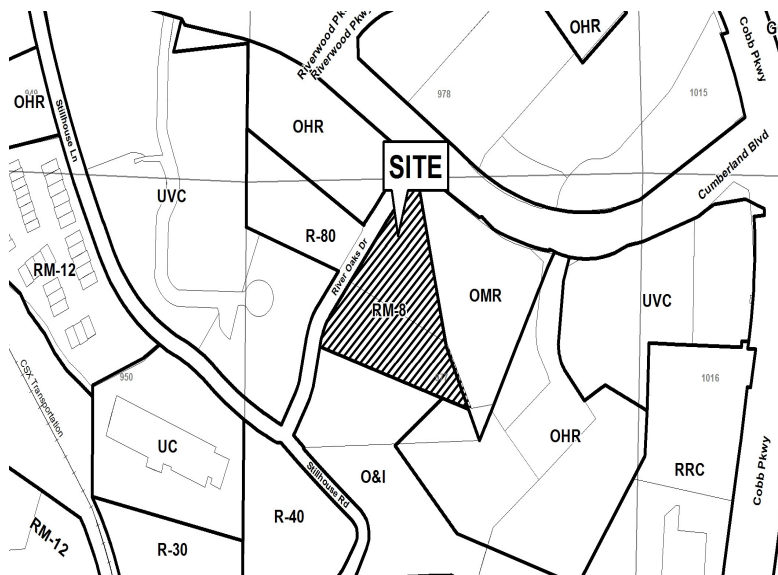 Riverwood Pkwy
Riverwood Pkwy
OHR
Cobb Pkwy
G
949
OHR
Stillhouse Ln
978
1015
OHR
SITE
Cumberland Blvd
UVC
R-80
River Oaks Dr
RM-12
RM-8
OMR
UVC
CSX Transportation
950
1016
UC
OHR
O&I
RRC
Cobb Pkwy
Stillhouse Rd
R-40
RM-12
R-30